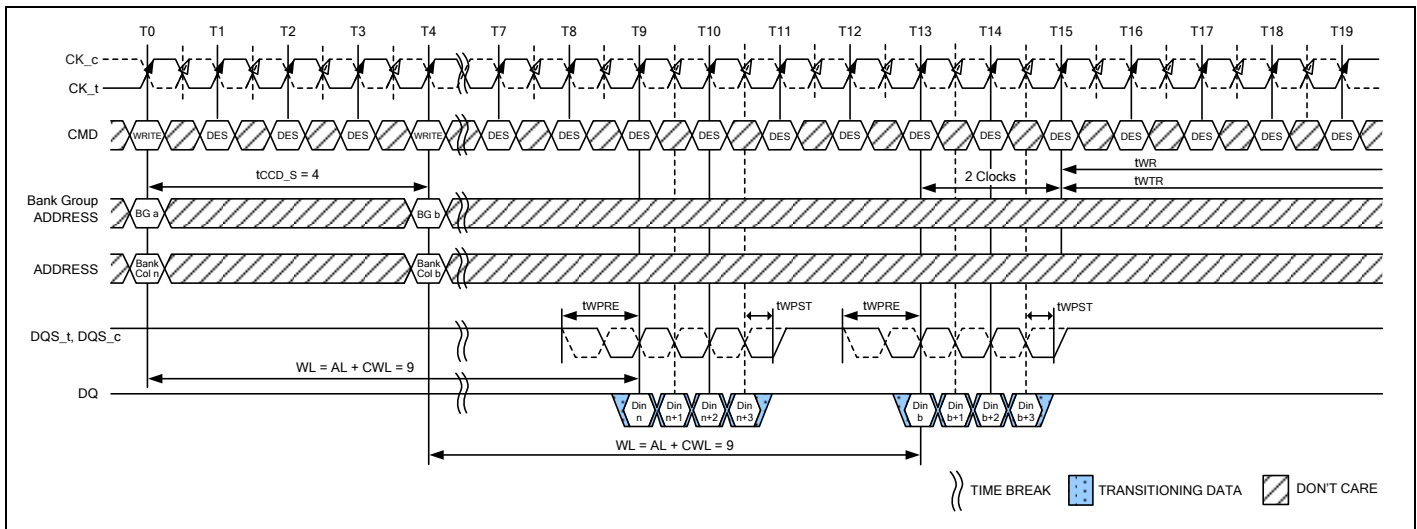 T0 T1 T2 T3 T4 T7 T8 T9 T10 T11 T12 T13 T14 T15 T16 T17 T18 T19
CK_c
CK_t
CMD WRITE DES DES DES WRITE DES DES DES DES DES DES DES DES DES DES DES DES DES
tCCD_S = 4 2 Clocks tWR
tWTR
Bank Group
ADDRESS BG a BG b
ADDRESS Bank Col n Bank Col b
tWPRE tWPST tWPRE tWPST
DQS_t, DQS_c
WL = AL + CWL = 9
DQ Din n Din n+1 Din n+2 Din n+3 Din b Din b+1 Din b+2 Din b+3
WL = AL + CWL = 9
TIME BREAK TRANSITIONING DATA DON'T CARE